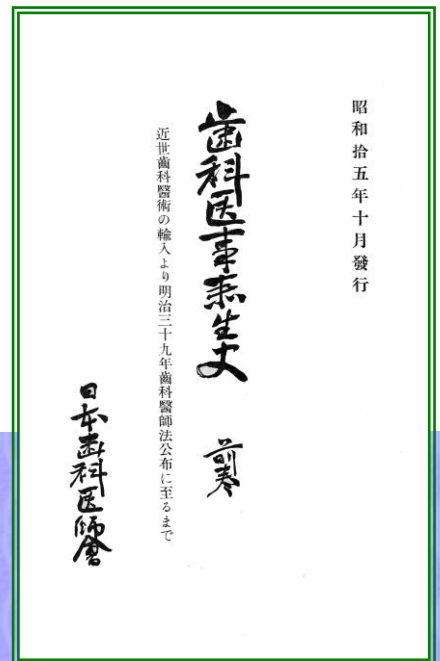 昭和拾五年十月發行
歯科医事衛生史 前巻
近世齒科醫術の輸入より明治三十九年齒科醫師法公布に至るまで
日本歯科医師會